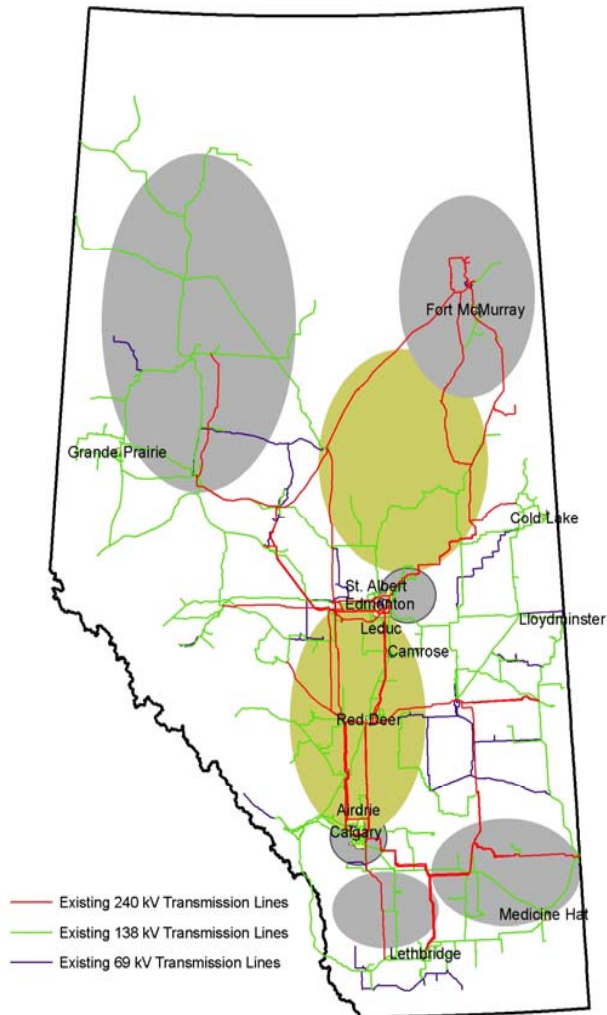 Fort McMurray
Grande Prairie
Cold Lake
St. Albert
Edmanton
Leduc
Lloydminster
Camrose
Red Deer
Airdrie
Calgary
Existing 240 kV Transmission Lines
Medicine Hat
Existing 138 kV Transmission Lines
Lethbridge
Existing 69 kV Transmission Lines